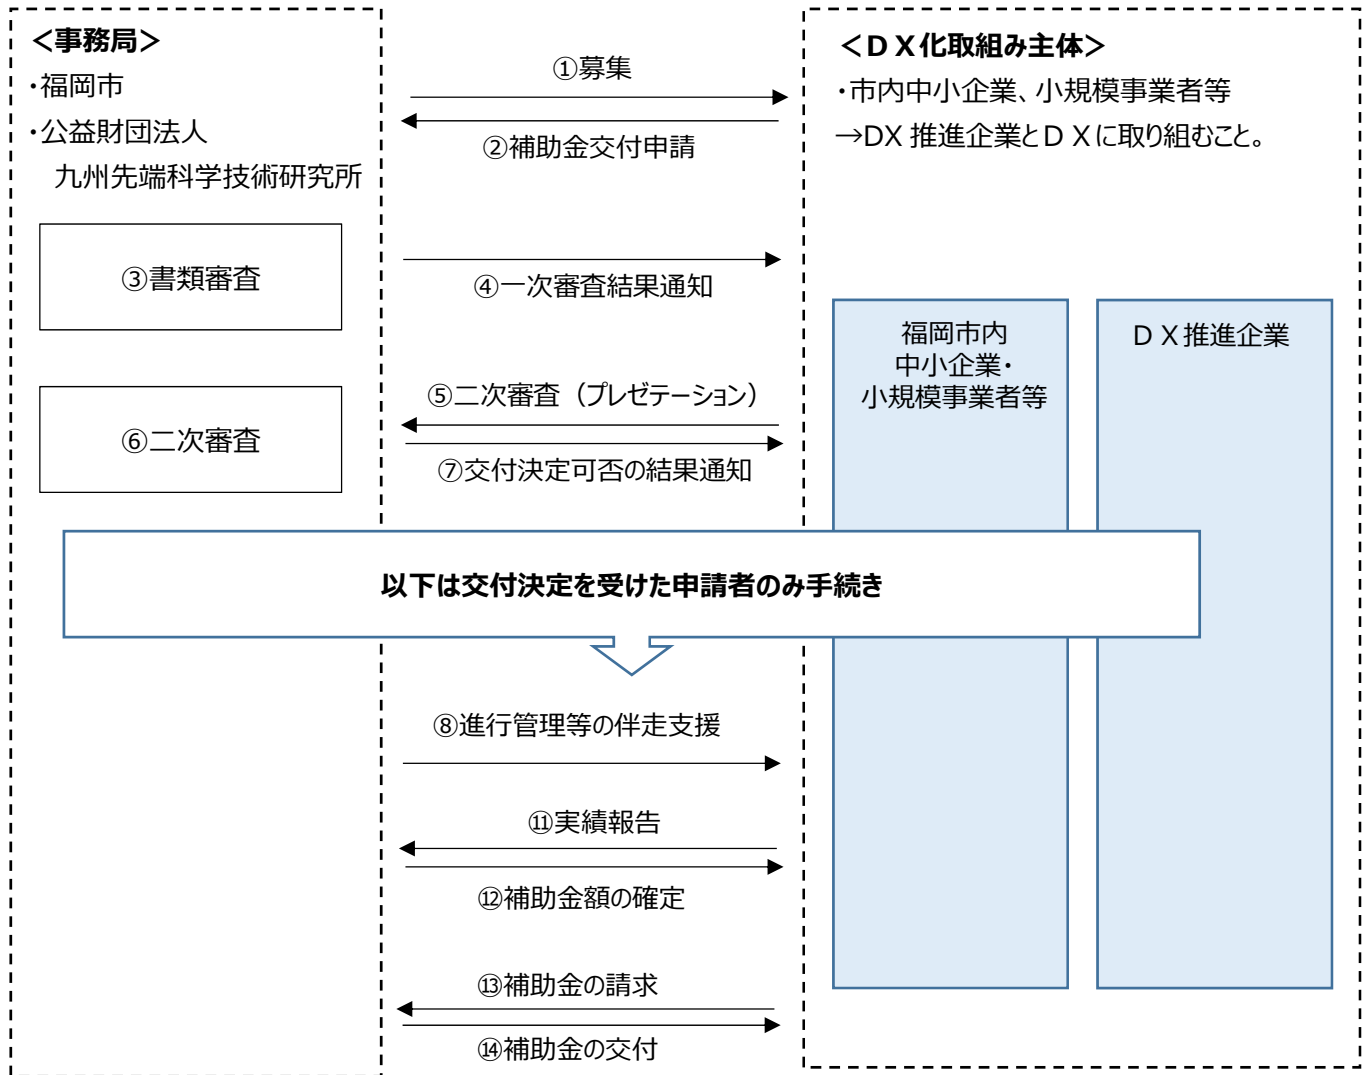 ＜事務局＞
・福岡市
・公益財団法人
九州先端科学技術研究所
①募集
②補助金交付申請
＜ＤＸ化取組み主体＞
・市内中小企業、小規模事業者等
→DX 推進企業とＤＸに取り組むこと。
③書類審査
④一次審査結果通知
福岡市内
中小企業・
小規模事業者等
ＤＸ推進企業
⑤二次審査（プレゼテーション）
⑥二次審査
⑦交付決定可否の結果通知
以下は交付決定を受けた申請者のみ手続き
⑧進行管理等の伴走支援
⑪実績報告
⑫補助金額の確定
⑬補助金の請求
⑭補助金の交付